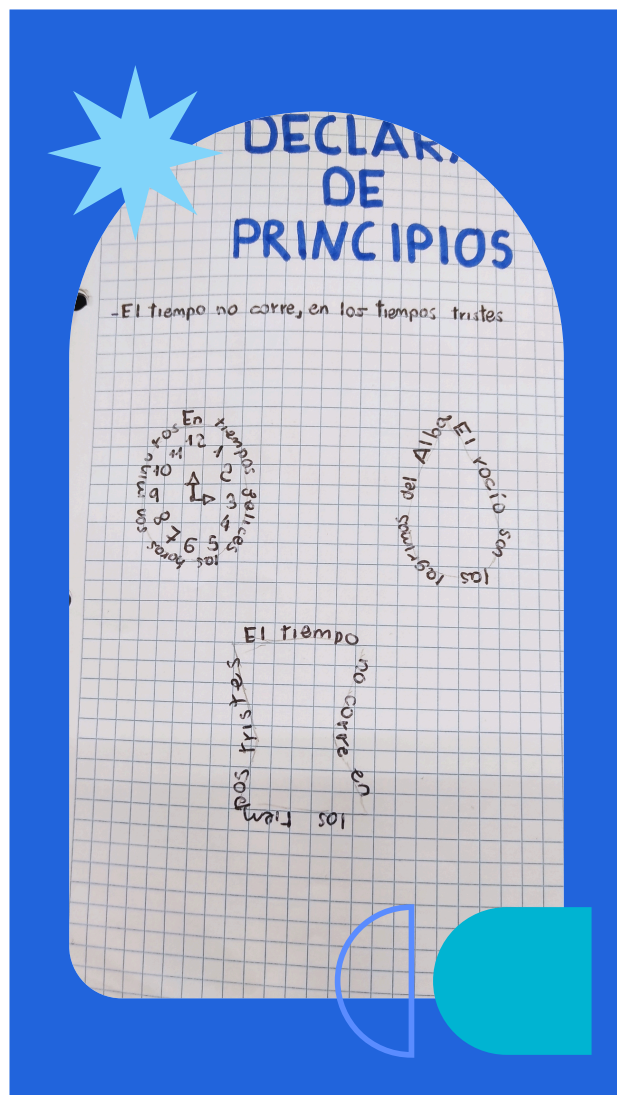 DECLAR
DE
PRINCIPIOS
-El tiempo no corre, en los tiempos tristes
En tiempos felices las horas son minutos
12 1 2 3 4 5 6 7 8 9 10 11
El rocío son las lagrimas del Alba
El tiempo no corre en los tiempos tristes